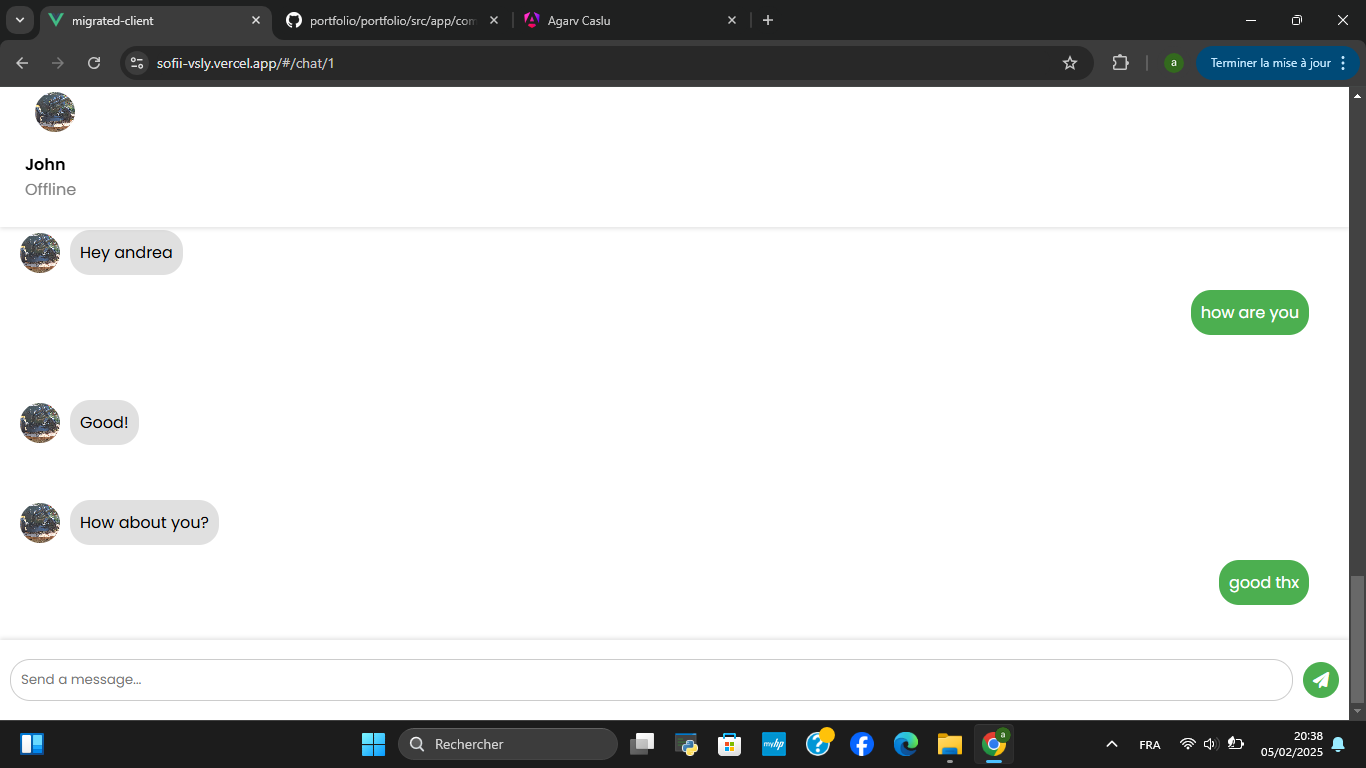 migrated-client
portfolio/portfolio/src/app/com
Agarv Caslu
sofii-vsly.vercel.app/#/chat/1
a
Terminer la mise à jour
John
Offline
Hey andrea
how are you
Good!
How about you?
good thx
Send a message...
Rechercher
myhp
a
FRA
20:38
05/02/2025